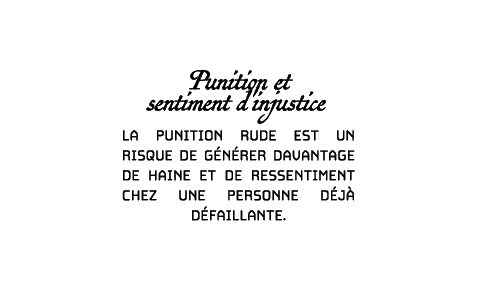 Punition et
sentiment d'injustice
LA PUNITION RUDE EST UN
RISQUE DE GÉNÉRER DAVANTAGE
DE HAINE ET DE RESSENTIMENT
CHEZ UNE PERSONNE DÉJÀ
DÉFAILLANTE.